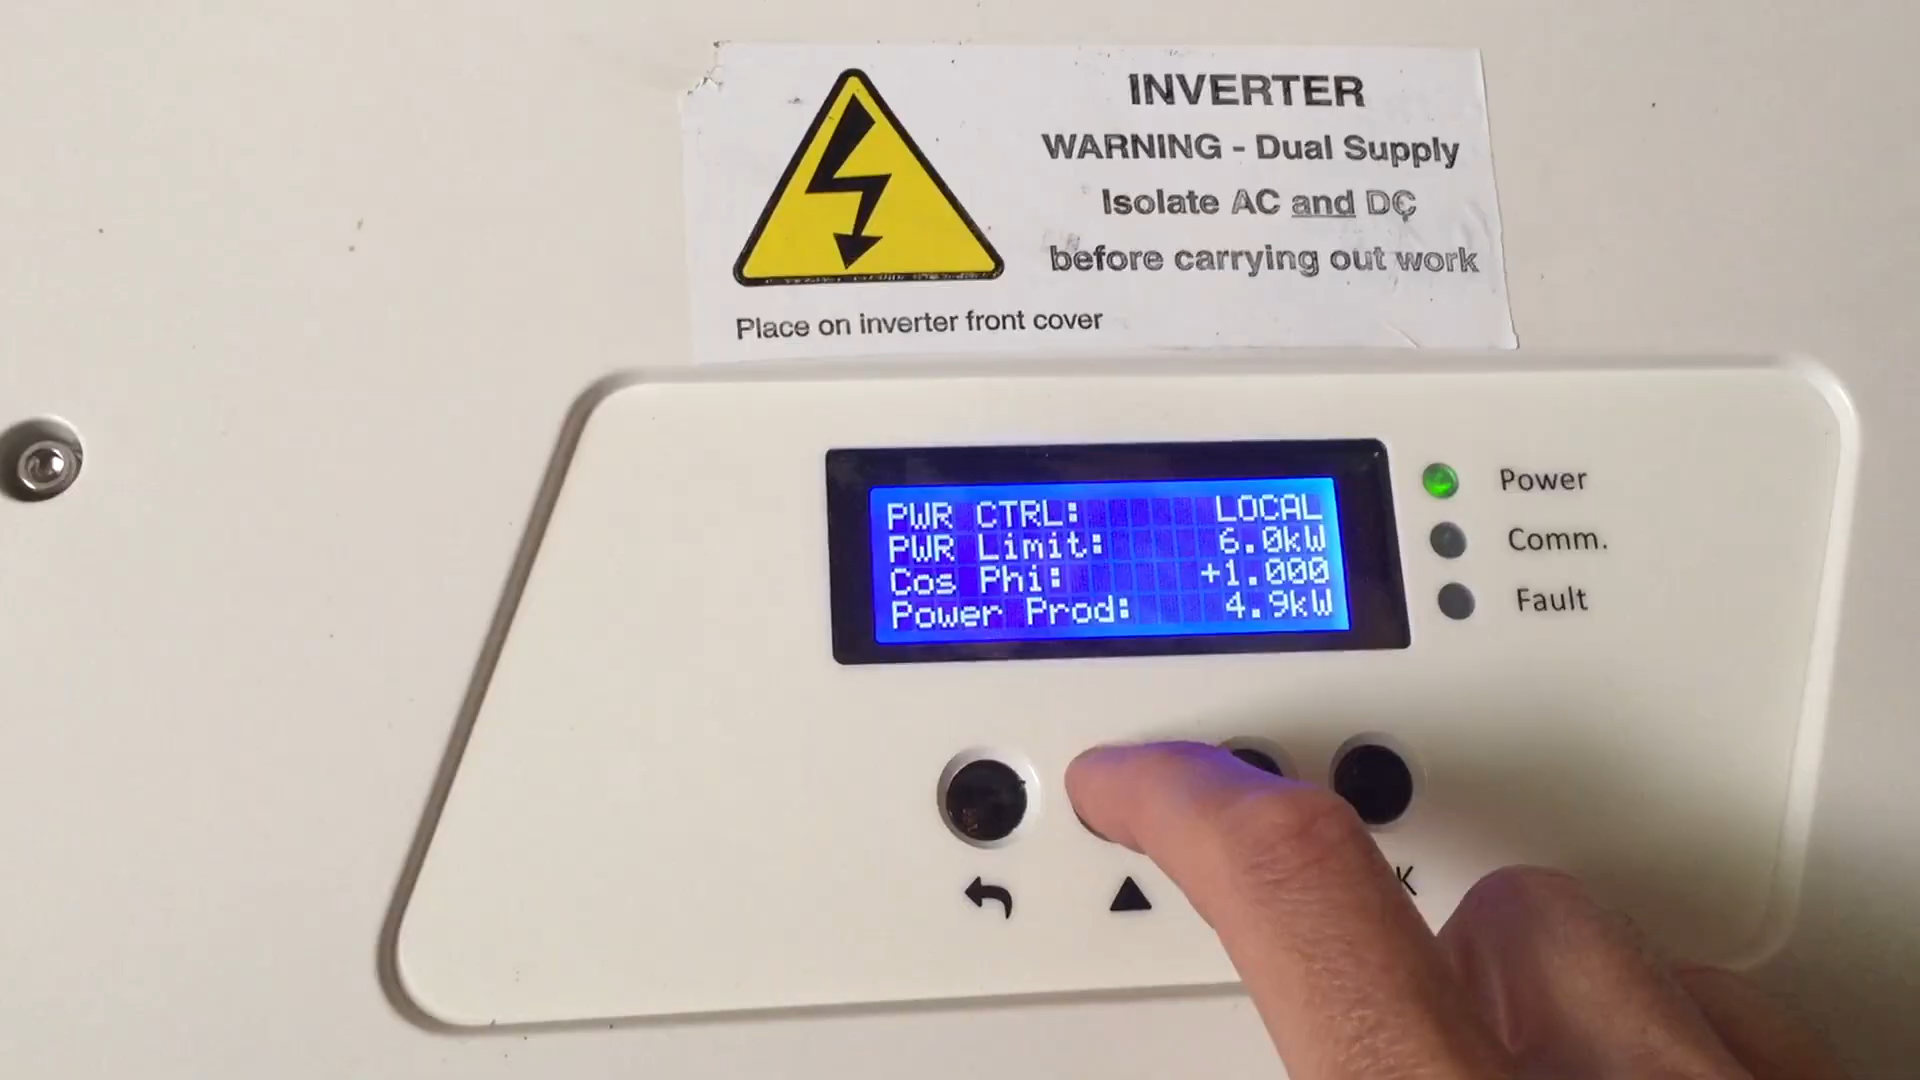 INVERTER
WARNING - Dual Supply
Isolate AC and DC
before carrying out work
Place on inverter front cover
PWR CTRL: LOCAL
PWR Limit: 6.0kW
Cos Phi: +1.000
Power Prod: 4.9kW
Power
Comm.
Fault
K